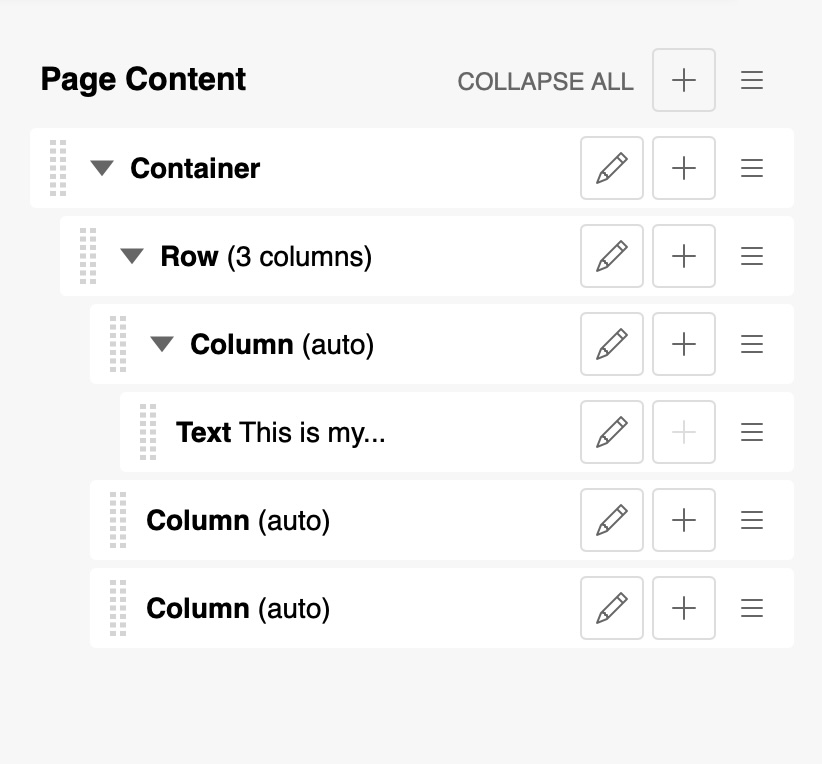 Page Content COLLAPSE ALL
Container
Row (3 columns)
Column (auto)
Text This is my...
Column (auto)
Column (auto)